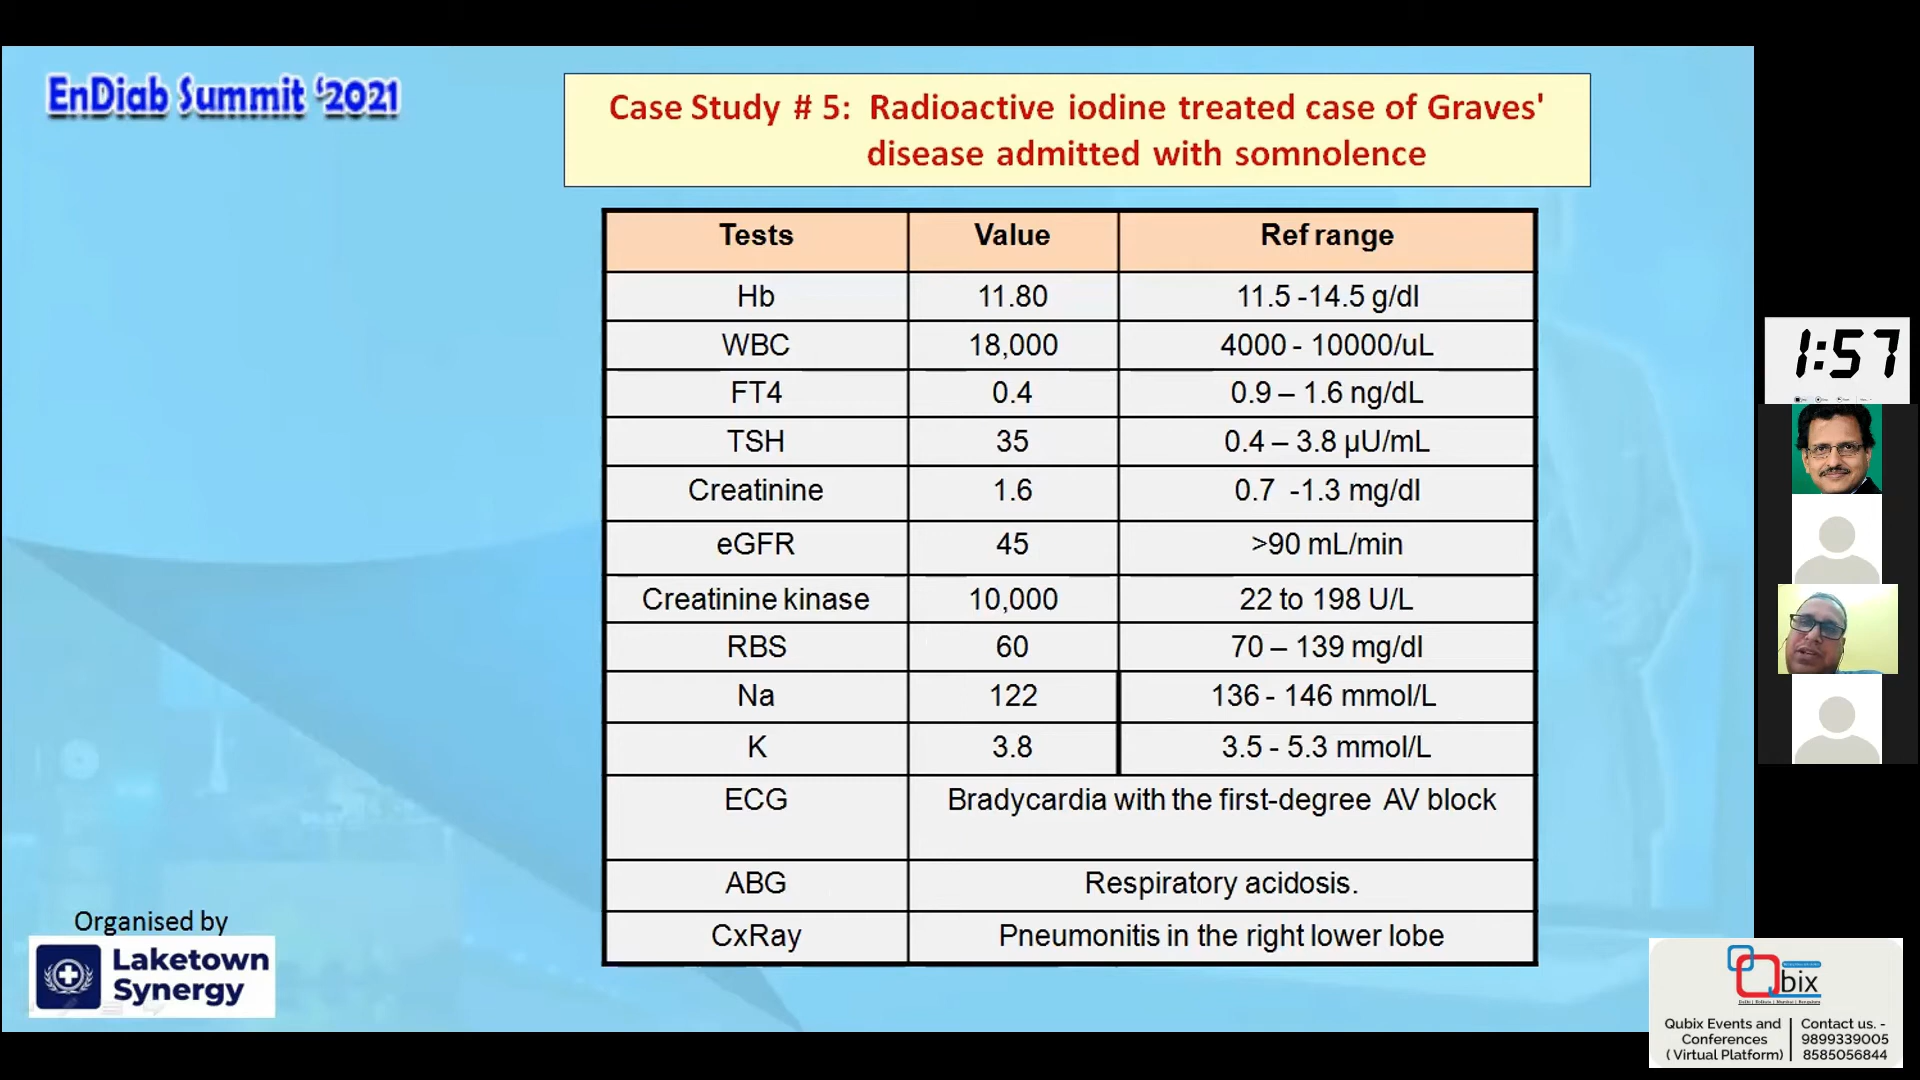 EnDiab Summit ‘2021
Case Study # 5: Radioactive iodine treated case of Graves'
disease admitted with somnolence
Tests Value Ref range
Hb 11.80 11.5 -14.5 g/dl
WBC 18,000 4000 - 10000/uL
FT4 0.4 0.9 – 1.6 ng/dL
TSH 35 0.4 – 3.8 µU/mL
Creatinine 1.6 0.7 -1.3 mg/dl
eGFR 45 >90 mL/min
Creatinine kinase 10,000 22 to 198 U/L
RBS 60 70 – 139 mg/dl
Na 122 136 - 146 mmol/L
K 3.8 3.5 - 5.3 mmol/L
ECG Bradycardia with the first-degree AV block
ABG Respiratory acidosis.
CxRay Pneumonitis in the right lower lobe
Organised by
Laketown
Synergy
1:57
Qbix
Qubix Events and
Conferences
( Virtual Platform)
Contact us. -
9899339005
8585056844